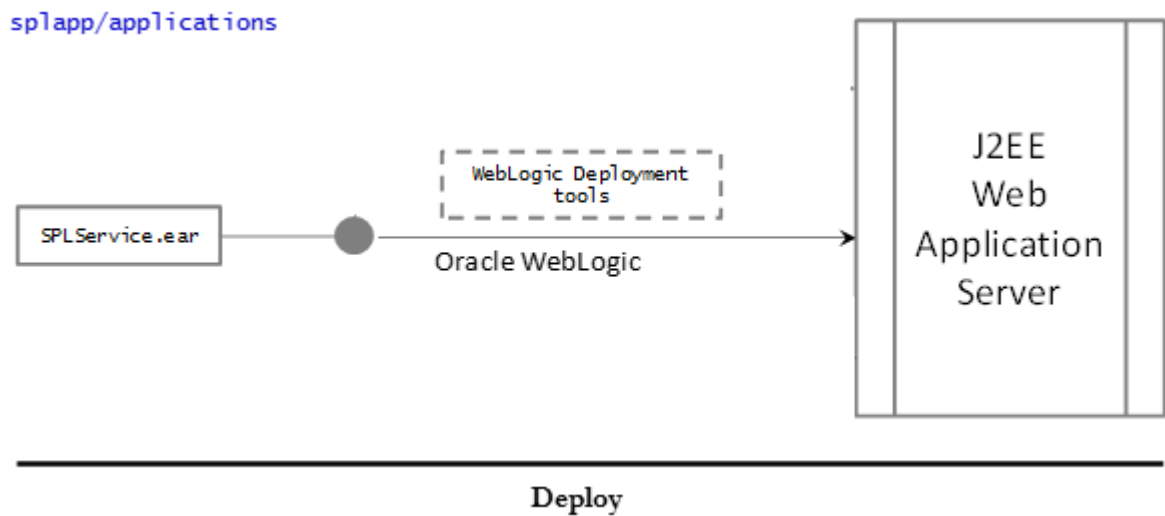 splapp/applications
WebLogic Deployment
tools
SPLService.ear
Oracle WebLogic
J2EE
Web
Application
Server
Deploy